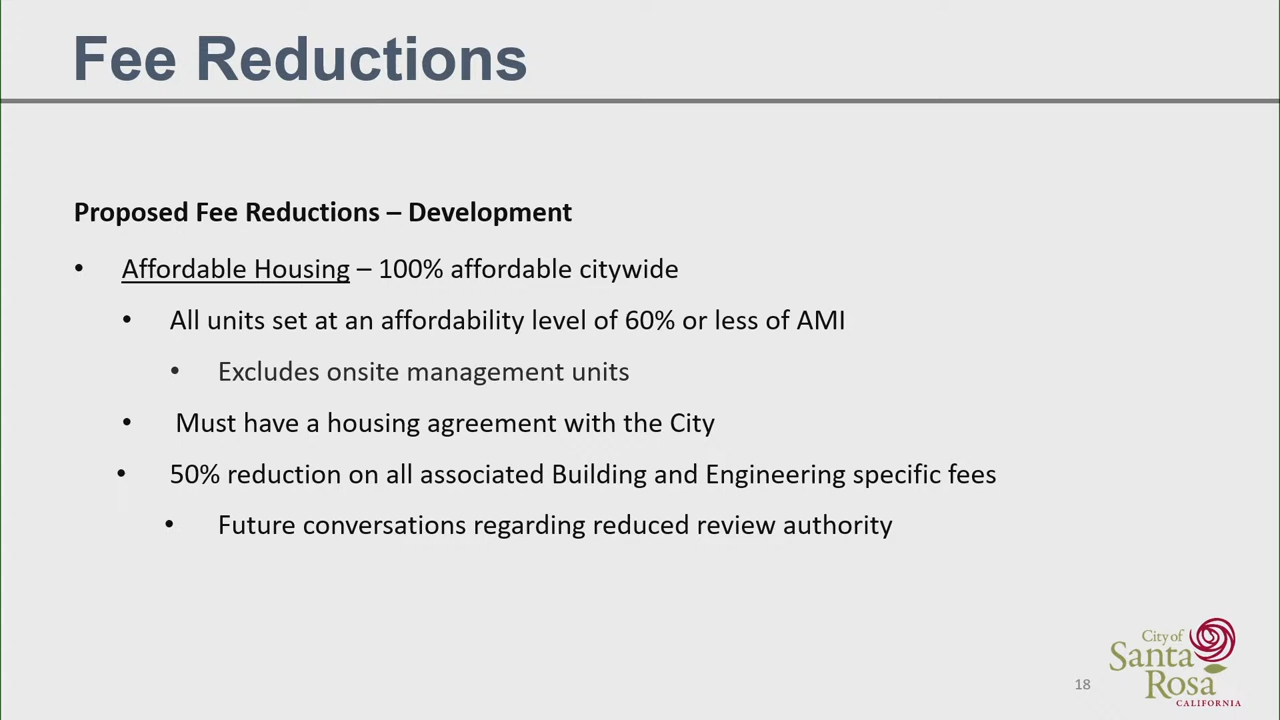 Fee Reductions
Proposed Fee Reductions – Development
• Affordable Housing – 100% affordable citywide
• All units set at an affordability level of 60% or less of AMI
• Excludes onsite management units
• Must have a housing agreement with the City
• 50% reduction on all associated Building and Engineering specific fees
• Future conversations regarding reduced review authority
18
City of
Santa
Rosa
CALIFORNIA